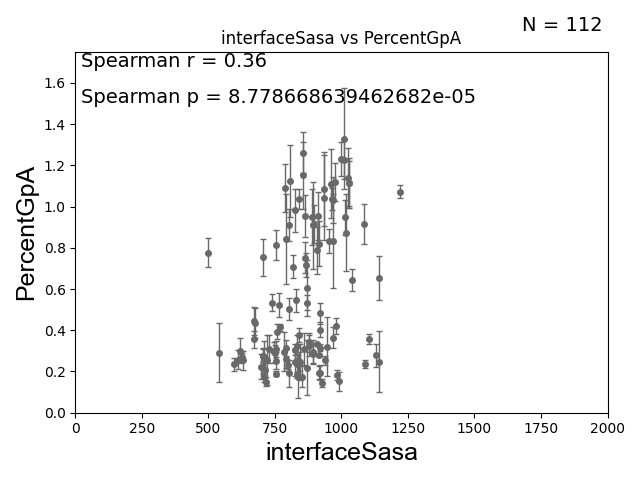 N = 112
interfaceSasa vs PercentGpA
Spearman r = 0.36
Spearman p = 8.778668639462682e-05
PercentGpA
1.6
1.4
1.2
1.0
0.8
0.6
0.4
0.2
0.0
0 250 500 750 1000 1250 1500 1750 2000
interfaceSasa